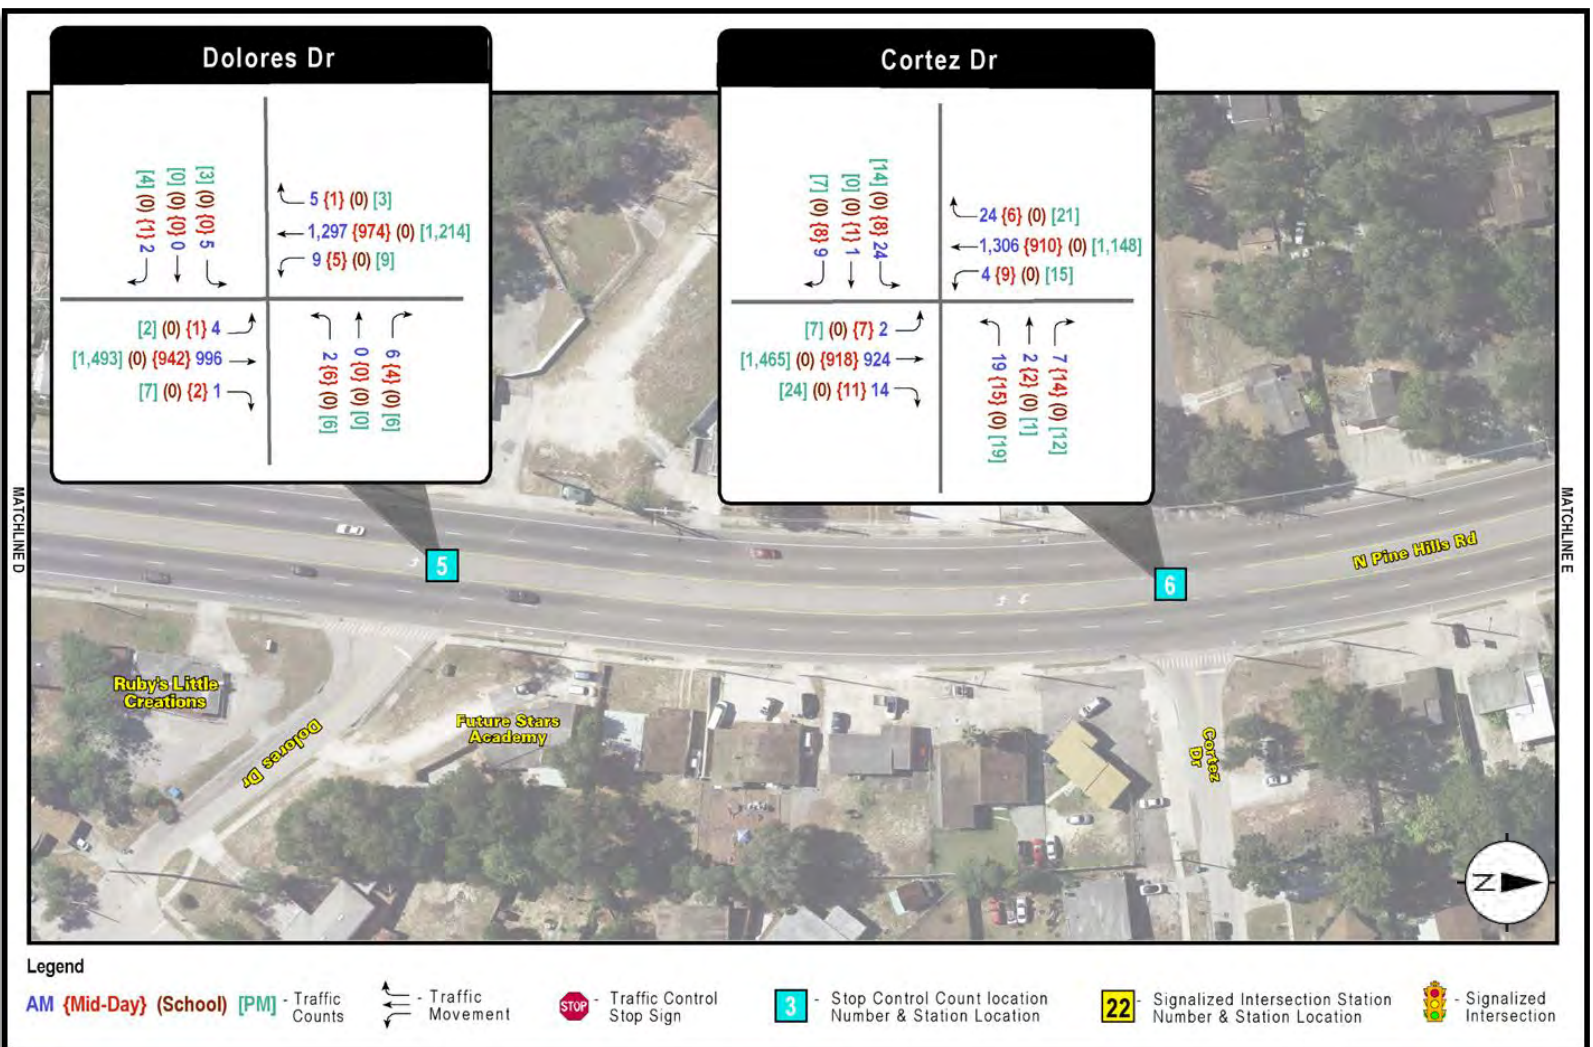 Dolores Dr
[4] (0) {1} 2
[0] (0) {0} 0
[3] (0) {0} 5
5 {1} (0) [3]
1,297 {974} (0) [1,214]
9 {5} (0) [9]
[2] (0) {1} 4
[1,493] (0) {942} 996
[7] (0) {2} 1
2 {6} (0) [6]
0 {0} (0) [0]
6 {4} (0) [6]
Cortez Dr
[7] (0) {8} 9
[0] (0) {1} 1
[14] (0) {8} 24
24 {6} (0) [21]
1,306 {910} (0) [1,148]
4 {9} (0) [15]
[7] (0) {7} 2
[1,465] (0) {918} 924
[24] (0) {11} 14
19 {15} (0) [19]
2 {2} (0) [1]
7 {14} (0) [12]
MATCHLINE D
MATCHLINE E
5
6
N Pine Hills Rd
Ruby's Little
Creations
Dolores Dr
Future Stars
Academy
Cortez
Dr
N
Legend
AM {Mid-Day} (School) [PM] - Traffic
Counts
- Traffic
Movement
STOP - Traffic Control
Stop Sign
3 - Stop Control Count location
Number & Station Location
22 - Signalized Intersection Station
Number & Station Location
- Signalized
Intersection